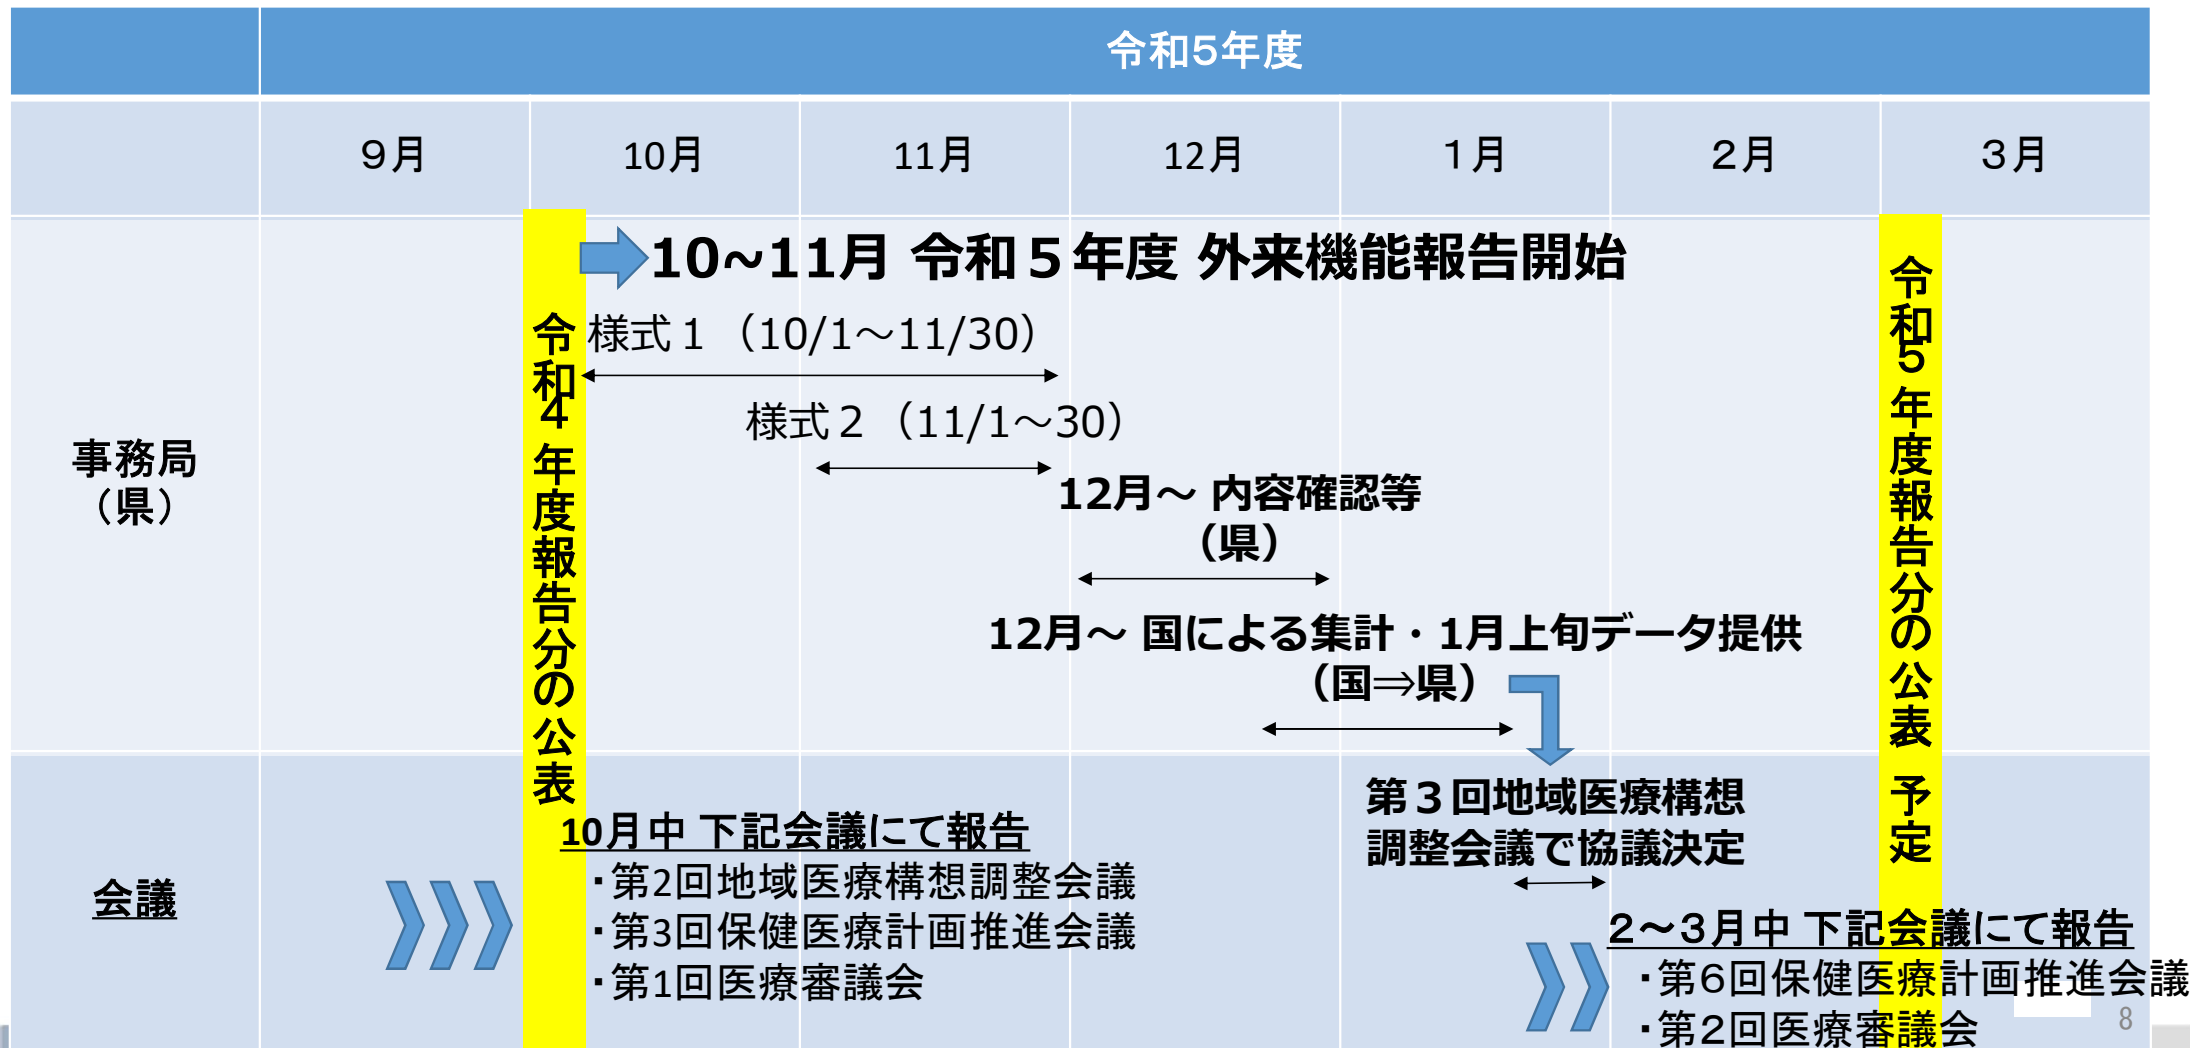 令和5年度
９月
10月
11月
12月
１月
２月
３月
事務局
（県）
令和４年度報告分の公表
10~11月 令和５年度 外来機能報告開始
様式１（10/1～11/30）
様式２（11/1～30）
12月～ 内容確認等
（県）
12月～ 国による集計・1月上旬データ提供
（国⇒県）
令和５年度報告分の公表 予定
会議
10月中 下記会議にて報告
・第2回地域医療構想調整会議
・第3回保健医療計画推進会議
・第1回医療審議会
第３回地域医療構想
調整会議で協議決定
２～３月中 下記会議にて報告
・第６回保健医療計画推進会議
・第２回医療審議会
8